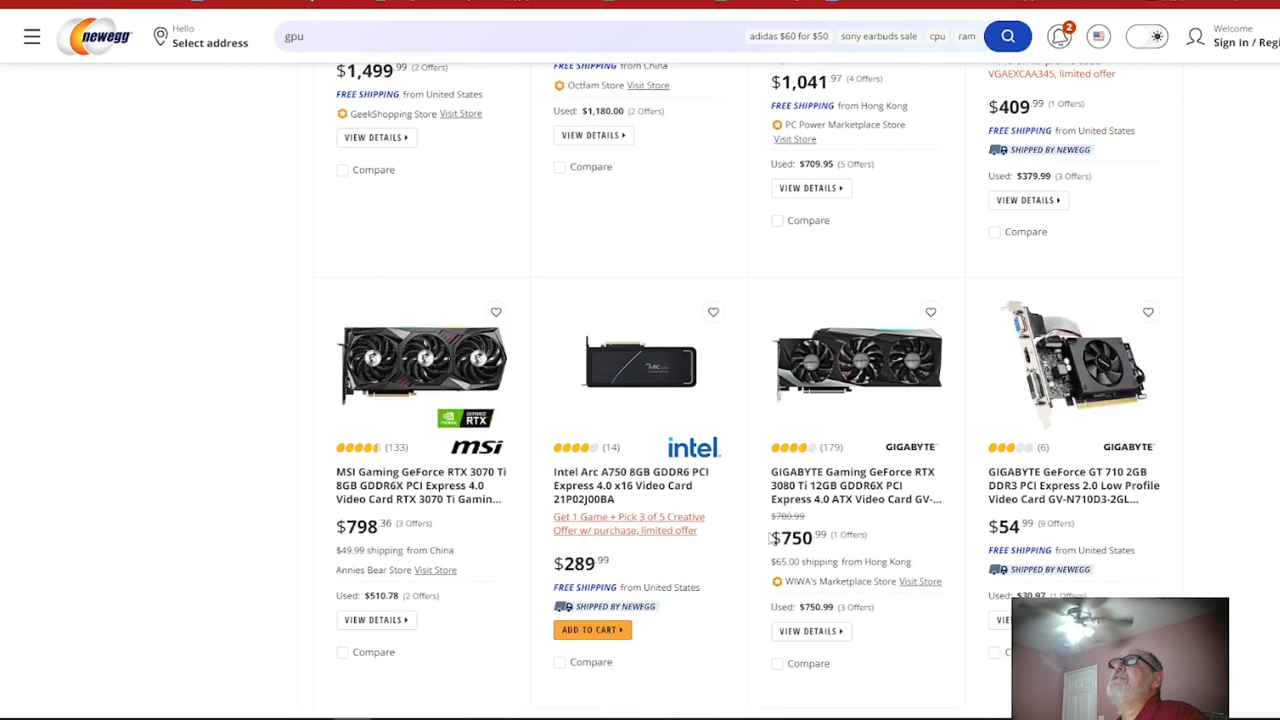 newegg
Hello
Select address
gpu
adidas $60 for $50
sony earbuds sale
cpu
ram
2
Welcome
Sign In / Regi
$1,499.99 (2 Offers)
FREE SHIPPING from United States
GeekShopping Store Visit Store
VIEW DETAILS
Compare
FREE SHIPPING from China
Octfam Store Visit Store
Used: $1,180.00 (2 Offers)
VIEW DETAILS
Compare
$1,041.97 (4 Offers)
FREE SHIPPING from Hong Kong
PC Power Marketplace Store
Visit Store
Used: $709.95 (5 Offers)
VIEW DETAILS
Compare
VGAEXCAA345, limited offer
$409.99 (1 Offers)
FREE SHIPPING from United States
SHIPPED BY NEWEGG
Used: $379.99 (3 Offers)
VIEW DETAILS
Compare
GEFORCE RTX
(133) msi
MSI Gaming GeForce RTX 3070 Ti
8GB GDDR6X PCI Express 4.0
Video Card RTX 3070 Ti Gamin...
$798.36 (3 Offers)
$49.99 shipping from China
Annies Bear Store Visit Store
Used: $510.78 (2 Offers)
VIEW DETAILS
Compare
ARC
(14) intel.
Intel Arc A750 8GB GDDR6 PCI
Express 4.0 x16 Video Card
21P02J00BA
Get 1 Game + Pick 3 of 5 Creative
Offer w/ purchase, limited offer
$289.99
FREE SHIPPING from United States
SHIPPED BY NEWEGG
ADD TO CART
Compare
(179) GIGABYTE
GIGABYTE Gaming GeForce RTX
3080 Ti 12GB GDDR6X PCI
Express 4.0 ATX Video Card GV-...
$780.99
$750.99 (1 Offers)
$65.00 shipping from Hong Kong
WIWA's Marketplace Store Visit Store
Used: $750.99 (3 Offers)
VIEW DETAILS
Compare
(6) GIGABYTE
GIGABYTE GeForce GT 710 2GB
DDR3 PCI Express 2.0 Low Profile
Video Card GV-N710D3-2GL...
$54.99 (9 Offers)
FREE SHIPPING from United States
SHIPPED BY NEWEGG
Used: $30.97 (1 Offers)